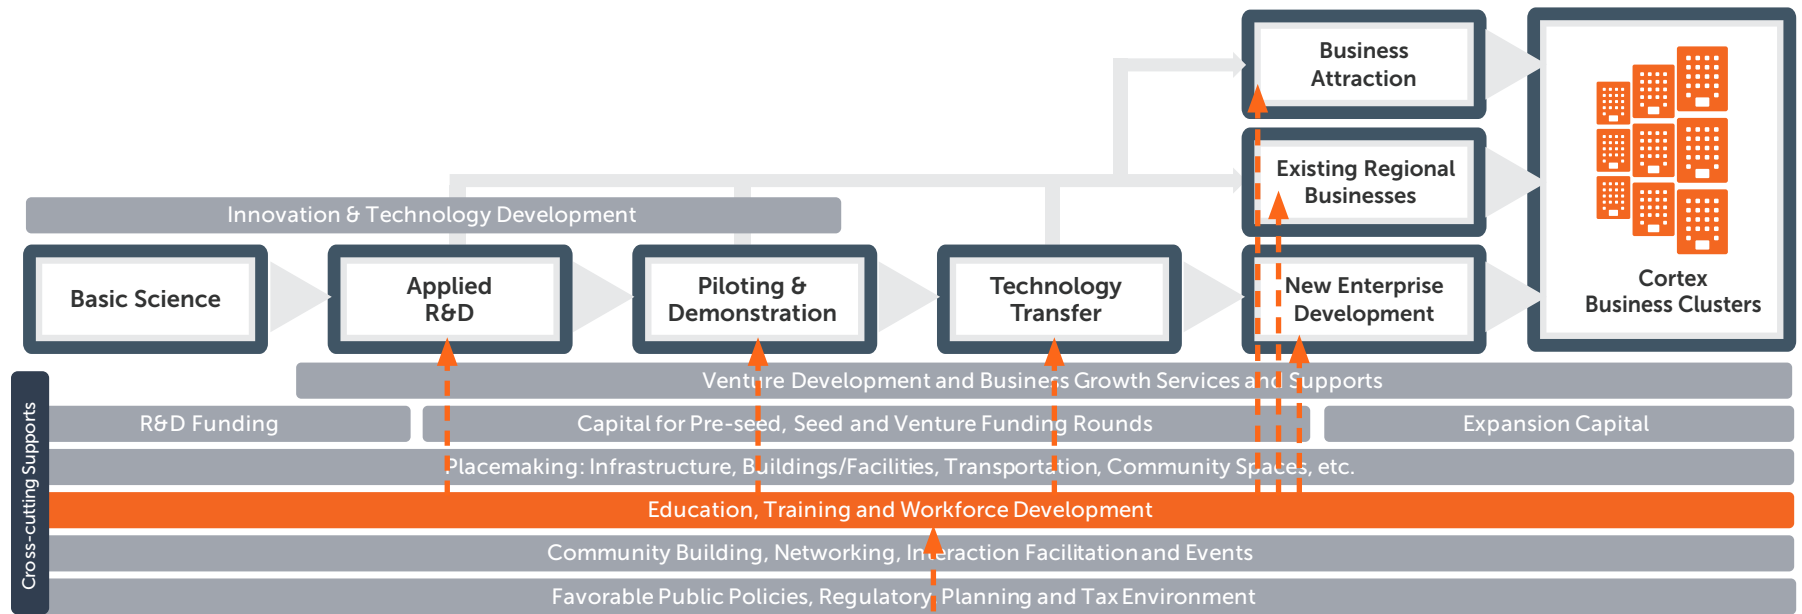 Business
Attraction
Existing Regional
Businesses
Innovation & Technology Development
Basic Science
Applied
R&D
Piloting &
Demonstration
Technology
Transfer
New Enterprise
Development
Cortex
Business Clusters
Venture Development and Business Growth Services and Supports
R&D Funding
Capital for Pre-seed, Seed and Venture Funding Rounds
Expansion Capital
Placemaking: Infrastructure, Buildings/Facilities, Transportation, Community Spaces, etc.
Education, Training and Workforce Development
Community Building, Networking, Interaction Facilitation and Events
Favorable Public Policies, Regulatory, Planning and Tax Environment
Cross-cutting Supports